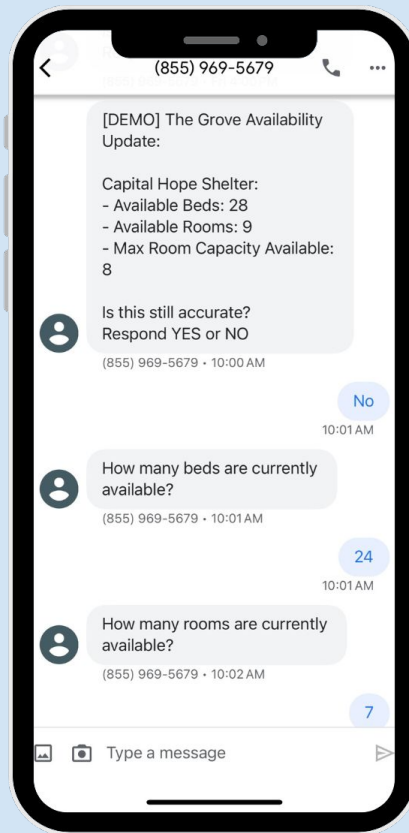 (855) 969-5679
[DEMO] The Grove Availability
Update:
Capital Hope Shelter:
- Available Beds: 28
- Available Rooms: 9
- Max Room Capacity Available:
8
Is this still accurate?
Respond YES or NO
(855) 969-5679 • 10:00 AM
No
10:01 AM
How many beds are currently
available?
(855) 969-5679 • 10:01 AM
24
10:01 AM
How many rooms are currently
available?
(855) 969-5679 • 10:02 AM
7
Type a message